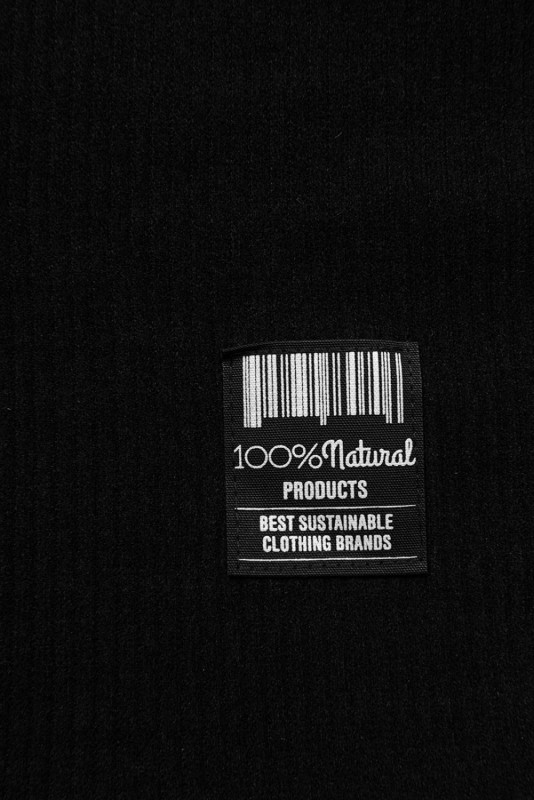 100% Natural
PRODUCTS
BEST SUSTAINABLE
CLOTHING BRANDS